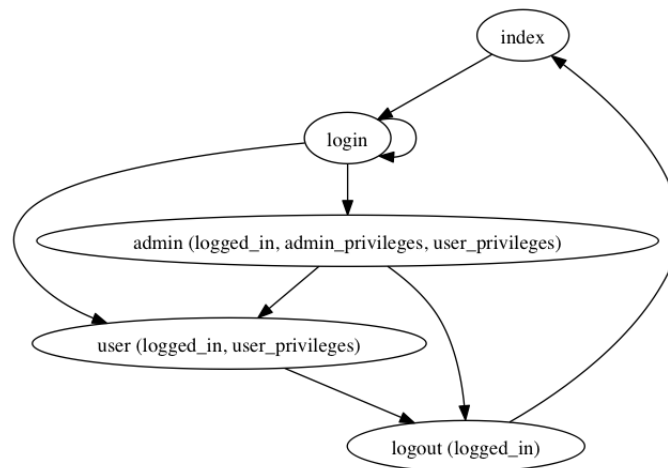 index
login
admin (logged_in, admin_privileges, user_privileges)
user (logged_in, user_privileges)
logout (logged_in)